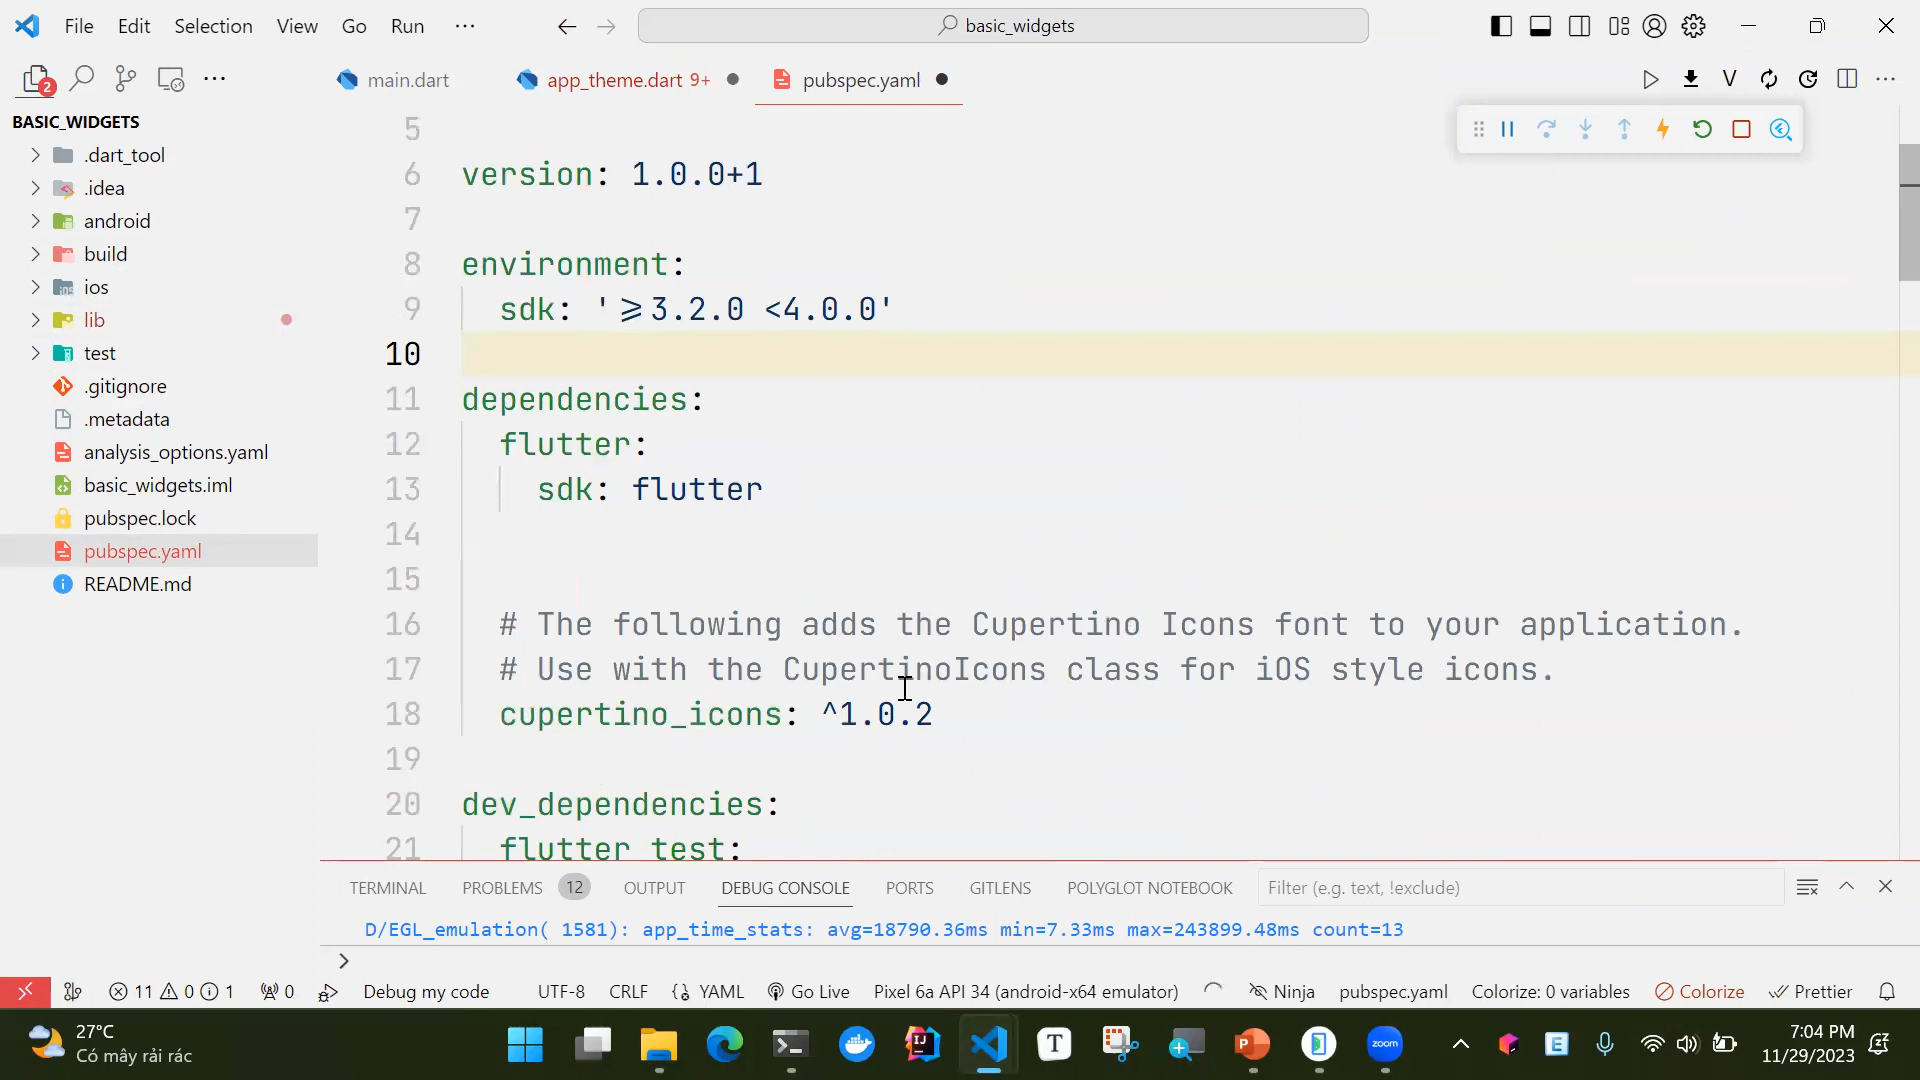 File Edit Selection View Go Run ···
basic_widgets
2
main.dart
app_theme.dart 9+
pubspec.yaml
BASIC_WIDGETS
.dart_tool
.idea
android
build
ios
lib
test
.gitignore
.metadata
analysis_options.yaml
basic_widgets.iml
pubspec.lock
pubspec.yaml
README.md
5
6 version: 1.0.0+1
7
8 environment:
9 sdk: '>=3.2.0 <4.0.0'
10
11 dependencies:
12 flutter:
13 sdk: flutter
14
15
16 # The following adds the Cupertino Icons font to your application.
17 # Use with the CupertinoIcons class for iOS style icons.
18 cupertino_icons: ^1.0.2
19
20 dev_dependencies:
21 flutter_test:
TERMINAL PROBLEMS 12 OUTPUT DEBUG CONSOLE PORTS GITLENS POLYGLOT NOTEBOOK Filter (e.g. text, !exclude)
D/EGL_emulation( 1581): app_time_stats: avg=18790.36ms min=7.33ms max=243899.48ms count=13
>
11 0 1 0 Debug my code UTF-8 CRLF YAML Go Live Pixel 6a API 34 (android-x64 emulator) Ninja pubspec.yaml Colorize: 0 variables Colorize Prettier
27°C
Có mây rải rác
zoom
7:04 PM
11/29/2023